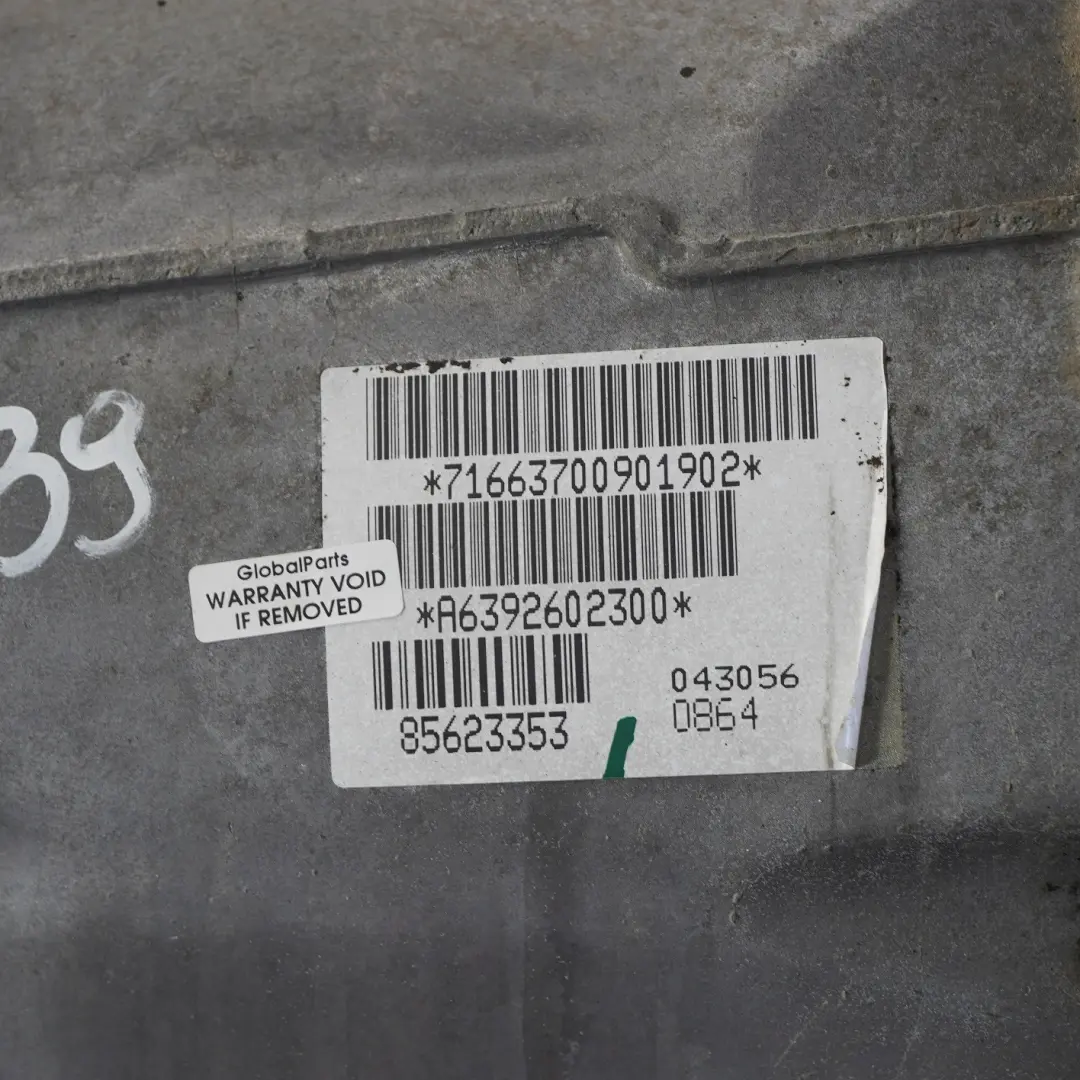 39
*71663700901902*
GlobalParts
WARRANTY VOID
IF REMOVED
*A6392602300*
043056
0864
85623353